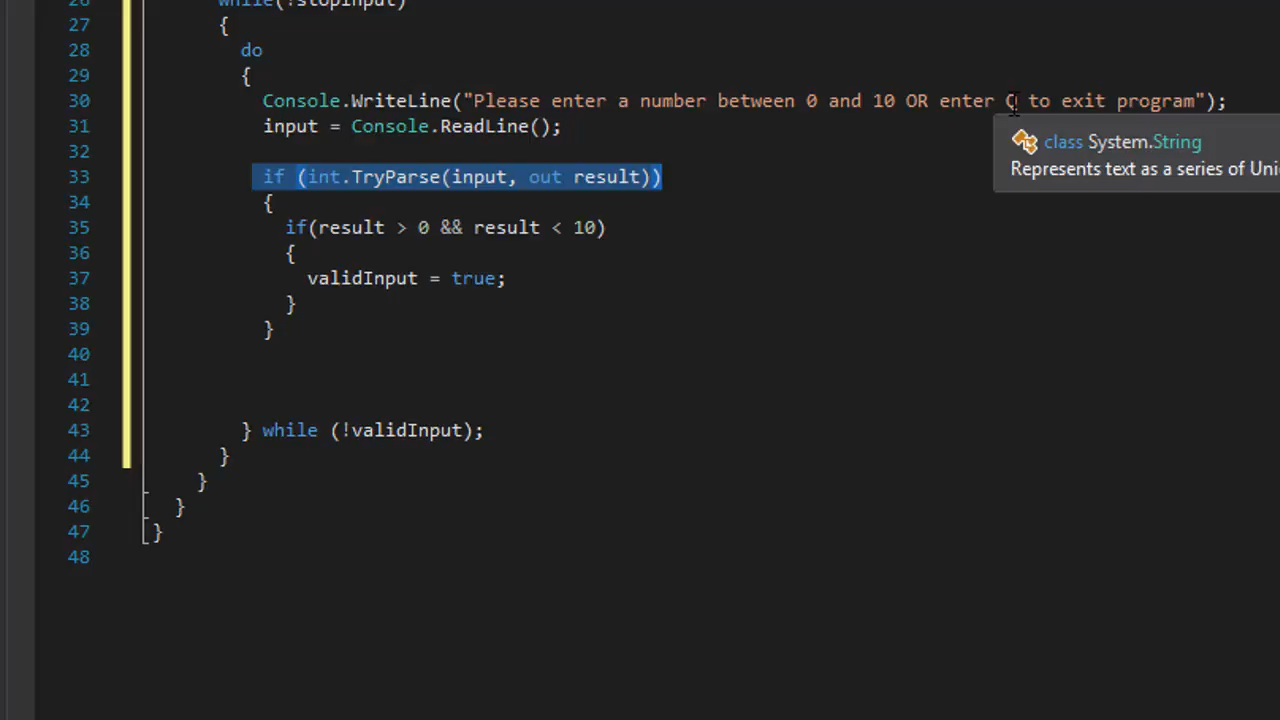 26 while(!stopInput)
27 {
28 do
29 {
30 Console.WriteLine("Please enter a number between 0 and 10 OR enter Q to exit program");
31 input = Console.ReadLine();
class System.String
32
Represents text as a series of
33 if (int.TryParse(input, out result))
34 {
35 if(result > 0 && result < 10)
36 {
37 validInput = true;
38 }
39 }
40
41
42
43 } while (!validInput);
44 }
45 }
46 }
47 }
48